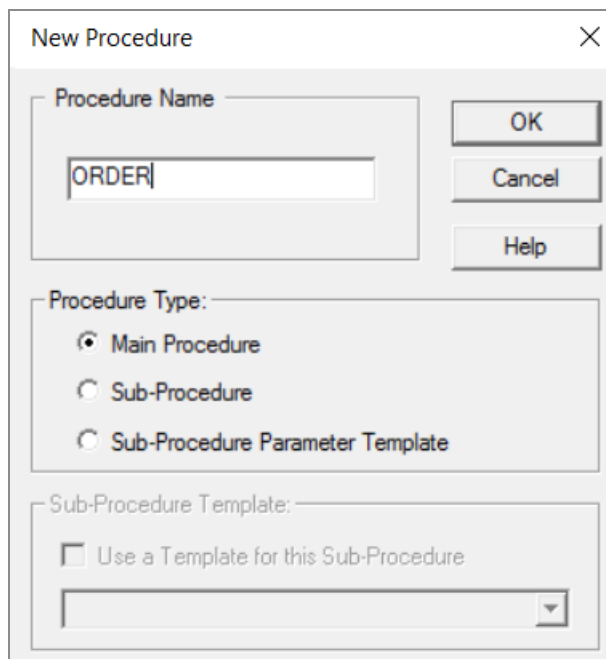 New Procedure
Procedure Name
ORDER
OK
Cancel
Help
Procedure Type:
Main Procedure
Sub-Procedure
Sub-Procedure Parameter Template
Sub-Procedure Template:
Use a Template for this Sub-Procedure